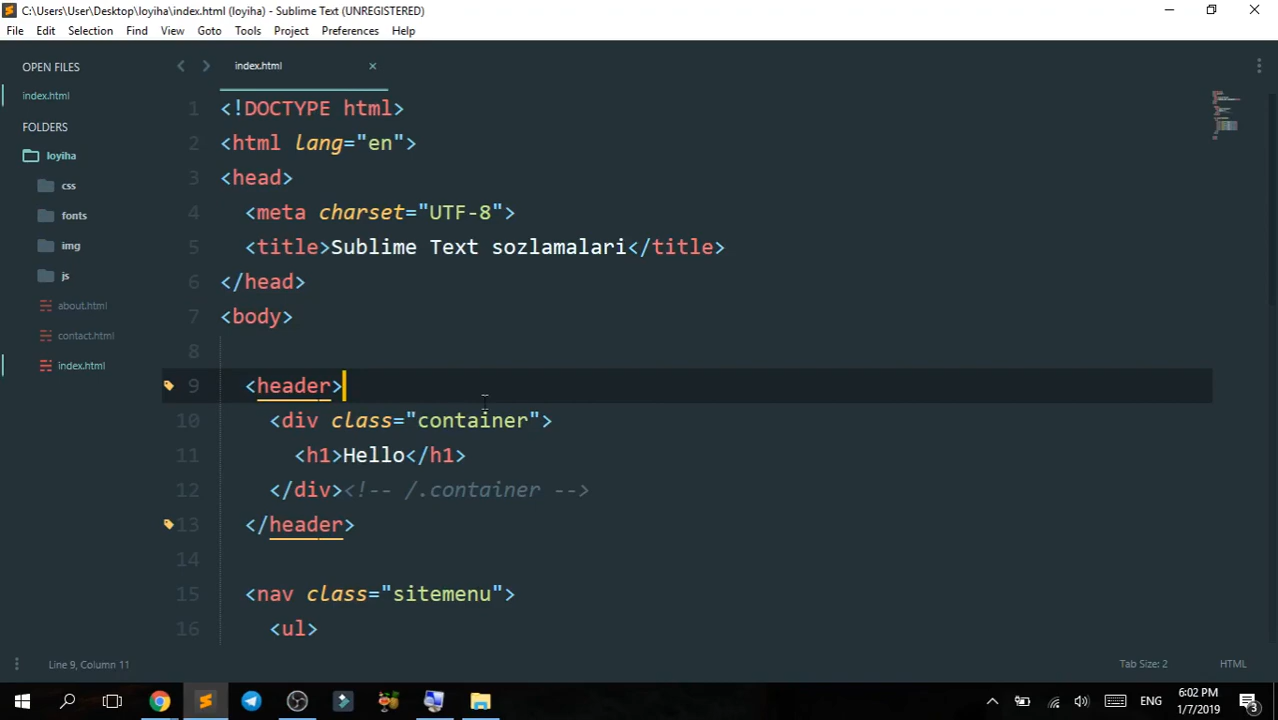 C:\Users\User\Desktop\loyiha\index.html (loyiha) - Sublime Text (UNREGISTERED)
File Edit Selection Find View Goto Tools Project Preferences Help
OPEN FILES
index.html
FOLDERS
loyiha
css
fonts
img
js
about.html
contact.html
index.html
index.html
1 <!DOCTYPE html>
2 <html lang="en">
3 <head>
4 <meta charset="UTF-8">
5 <title>Sublime Text sozlamalari</title>
6 </head>
7 <body>
8
9 <header>
10 <div class="container">
11 <h1>Hello</h1>
12 </div><!-- /.container -->
13 </header>
14
15 <nav class="sitemenu">
16 <ul>
Line 9, Column 11
Tab Size: 2
HTML
ENG
6:02 PM
1/7/2019
3